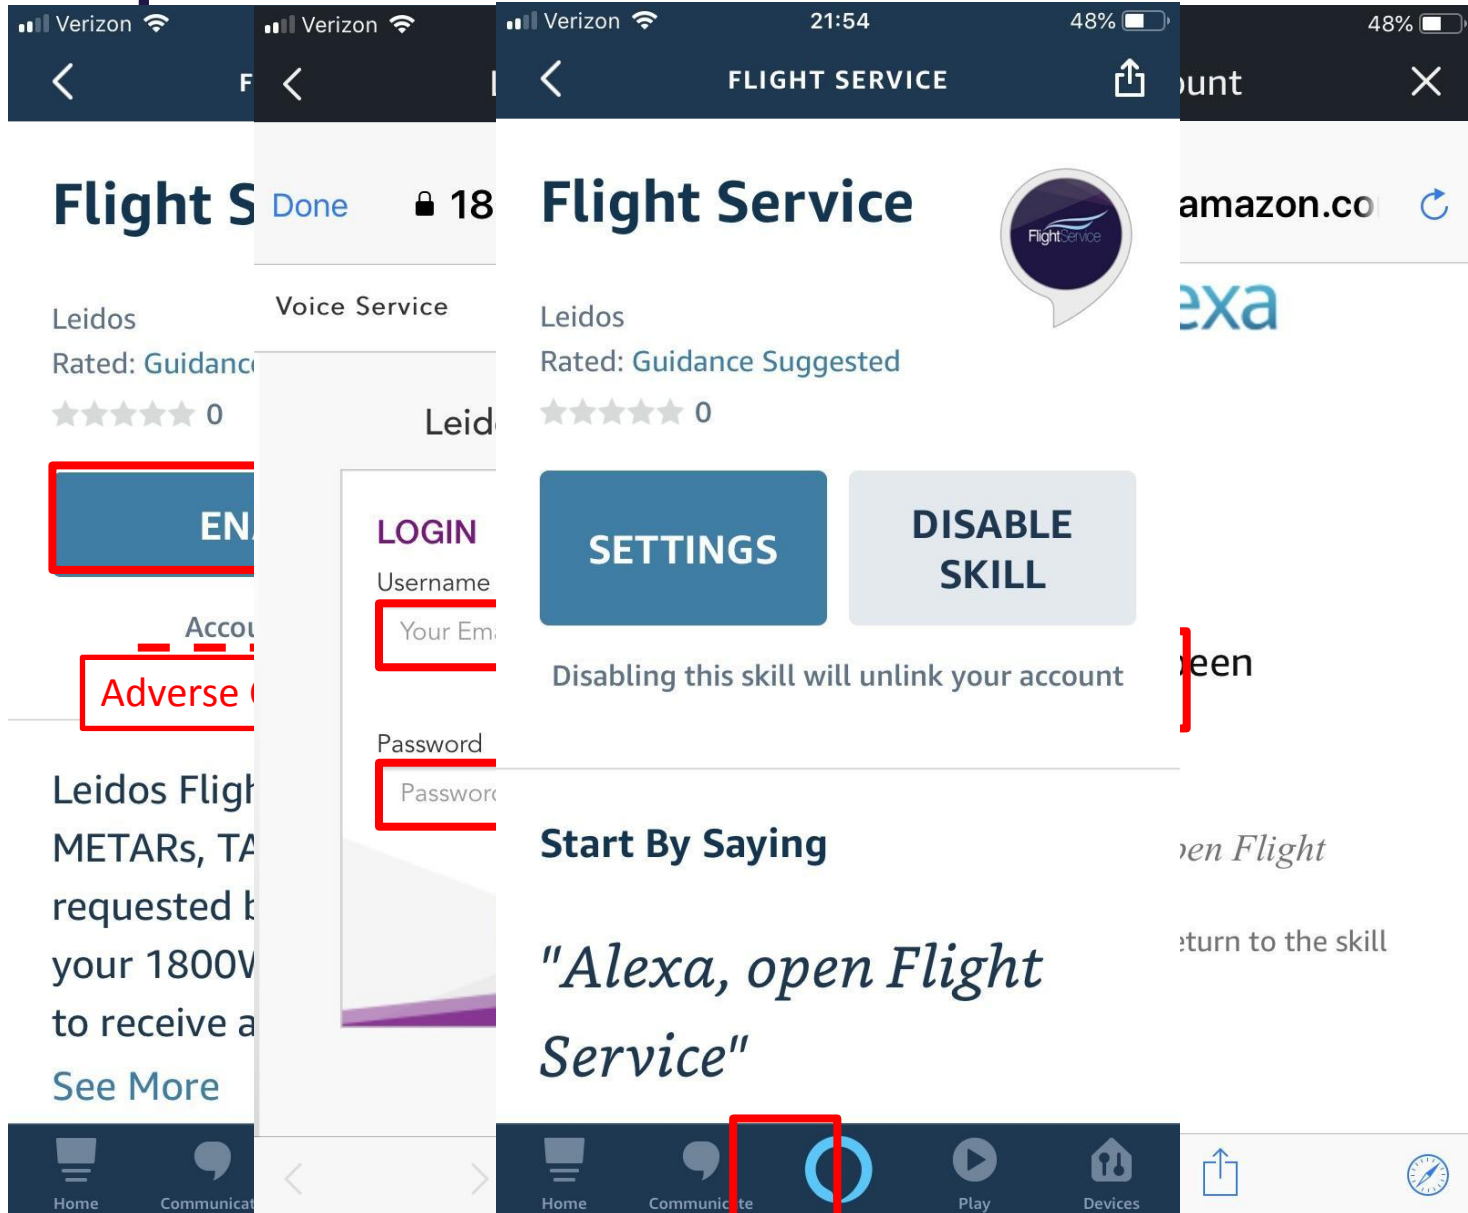 Verizon
F
Flight S
Leidos
Rated: Guidanc
0
EN
Accou
Adverse
Leidos Fligh
METARs, TA
requested b
your 1800W
to receive a
See More
Home
Communicat
Verizon
Done
18
Voice Service
Leid
LOGIN
Username
Your Ema
Password
Password
Verizon 21:54 48%
FLIGHT SERVICE
Flight Service
FlightService
Leidos
Rated: Guidance Suggested
0
SETTINGS
DISABLE
SKILL
Disabling this skill will unlink your account
Start By Saying
"Alexa, open Flight
Service"
Home Communicate Play Devices
48%
ount
amazon.co
exa
been
pen Flight
eturn to the skill